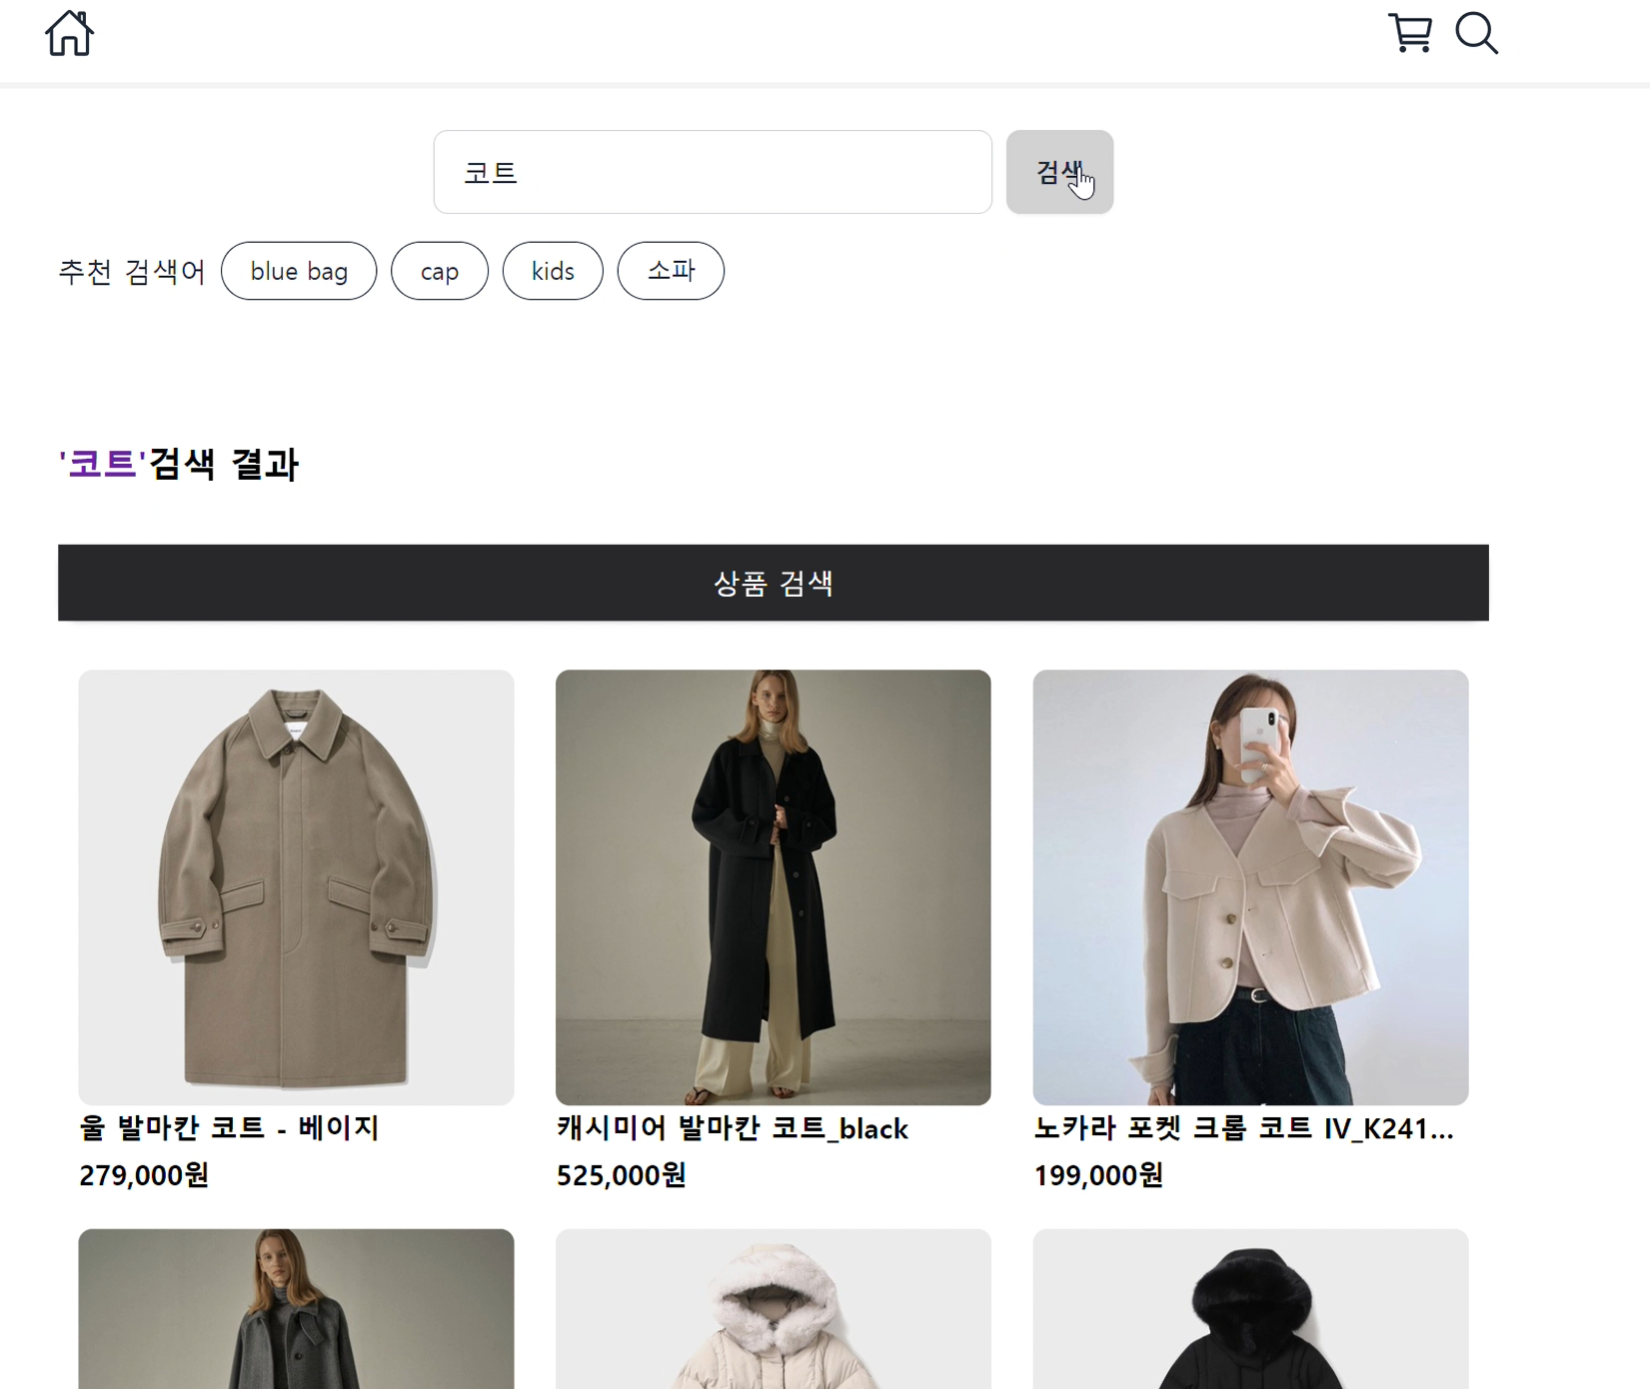 코트
검색
추천 검색어
blue bag
cap
kids
소파
'코트'검색 결과
상품 검색
울 발마칸 코트 - 베이지
279,000원
캐시미어 발마칸 코트_black
525,000원
노카라 포켓 크롭 코트 IV_K241...
199,000원